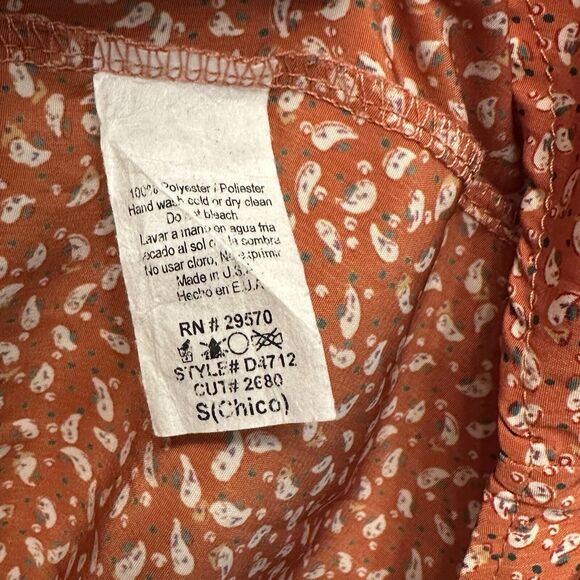 100% Polyester / Poliester
Hand wash cold or dry clean
Do not bleach
Lavar a mano en agua fria
al sol o a la sombra
No usar cloro, No exprimir
Made in U.S.A
Hecho en E.U.A
RN # 29570
STYLE# D4712
CUT# 2680
S(Chico)